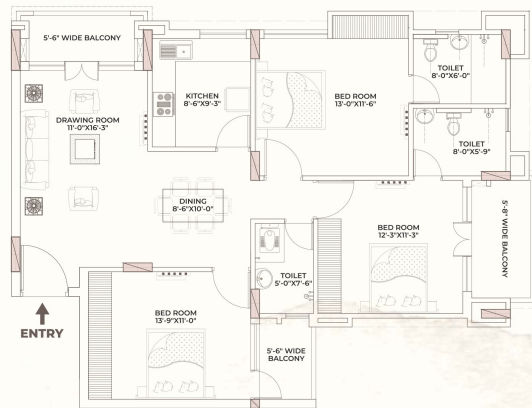 5'-6" WIDE BALCONY
KITCHEN
8'-6"X9'-3"
BED ROOM
13'-0"X11'-6"
TOILET
8'-0"X6'-0"
DRAWING ROOM
11'-0"X16'-3"
TOILET
8'-0"X5'-9"
DINING
8'-6"X10'-0"
BED ROOM
12'-3"X11'-3"
5'-8" WIDE BALCONY
TOILET
5'-0"X7'-6"
ENTRY
BED ROOM
13'-9"X11'-0"
5'-6" WIDE
BALCONY